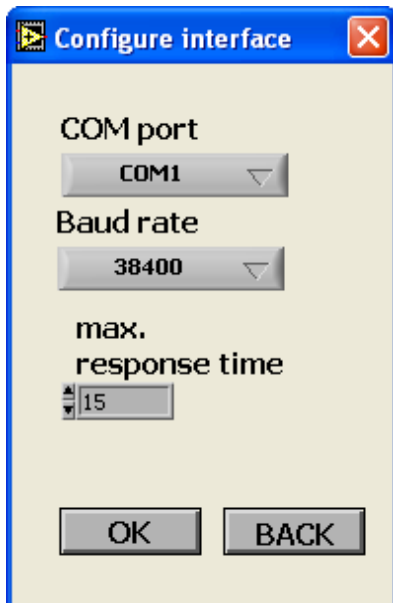 Configure interface
COM port
COM1
Baud rate
38400
max.
response time
15
OK BACK